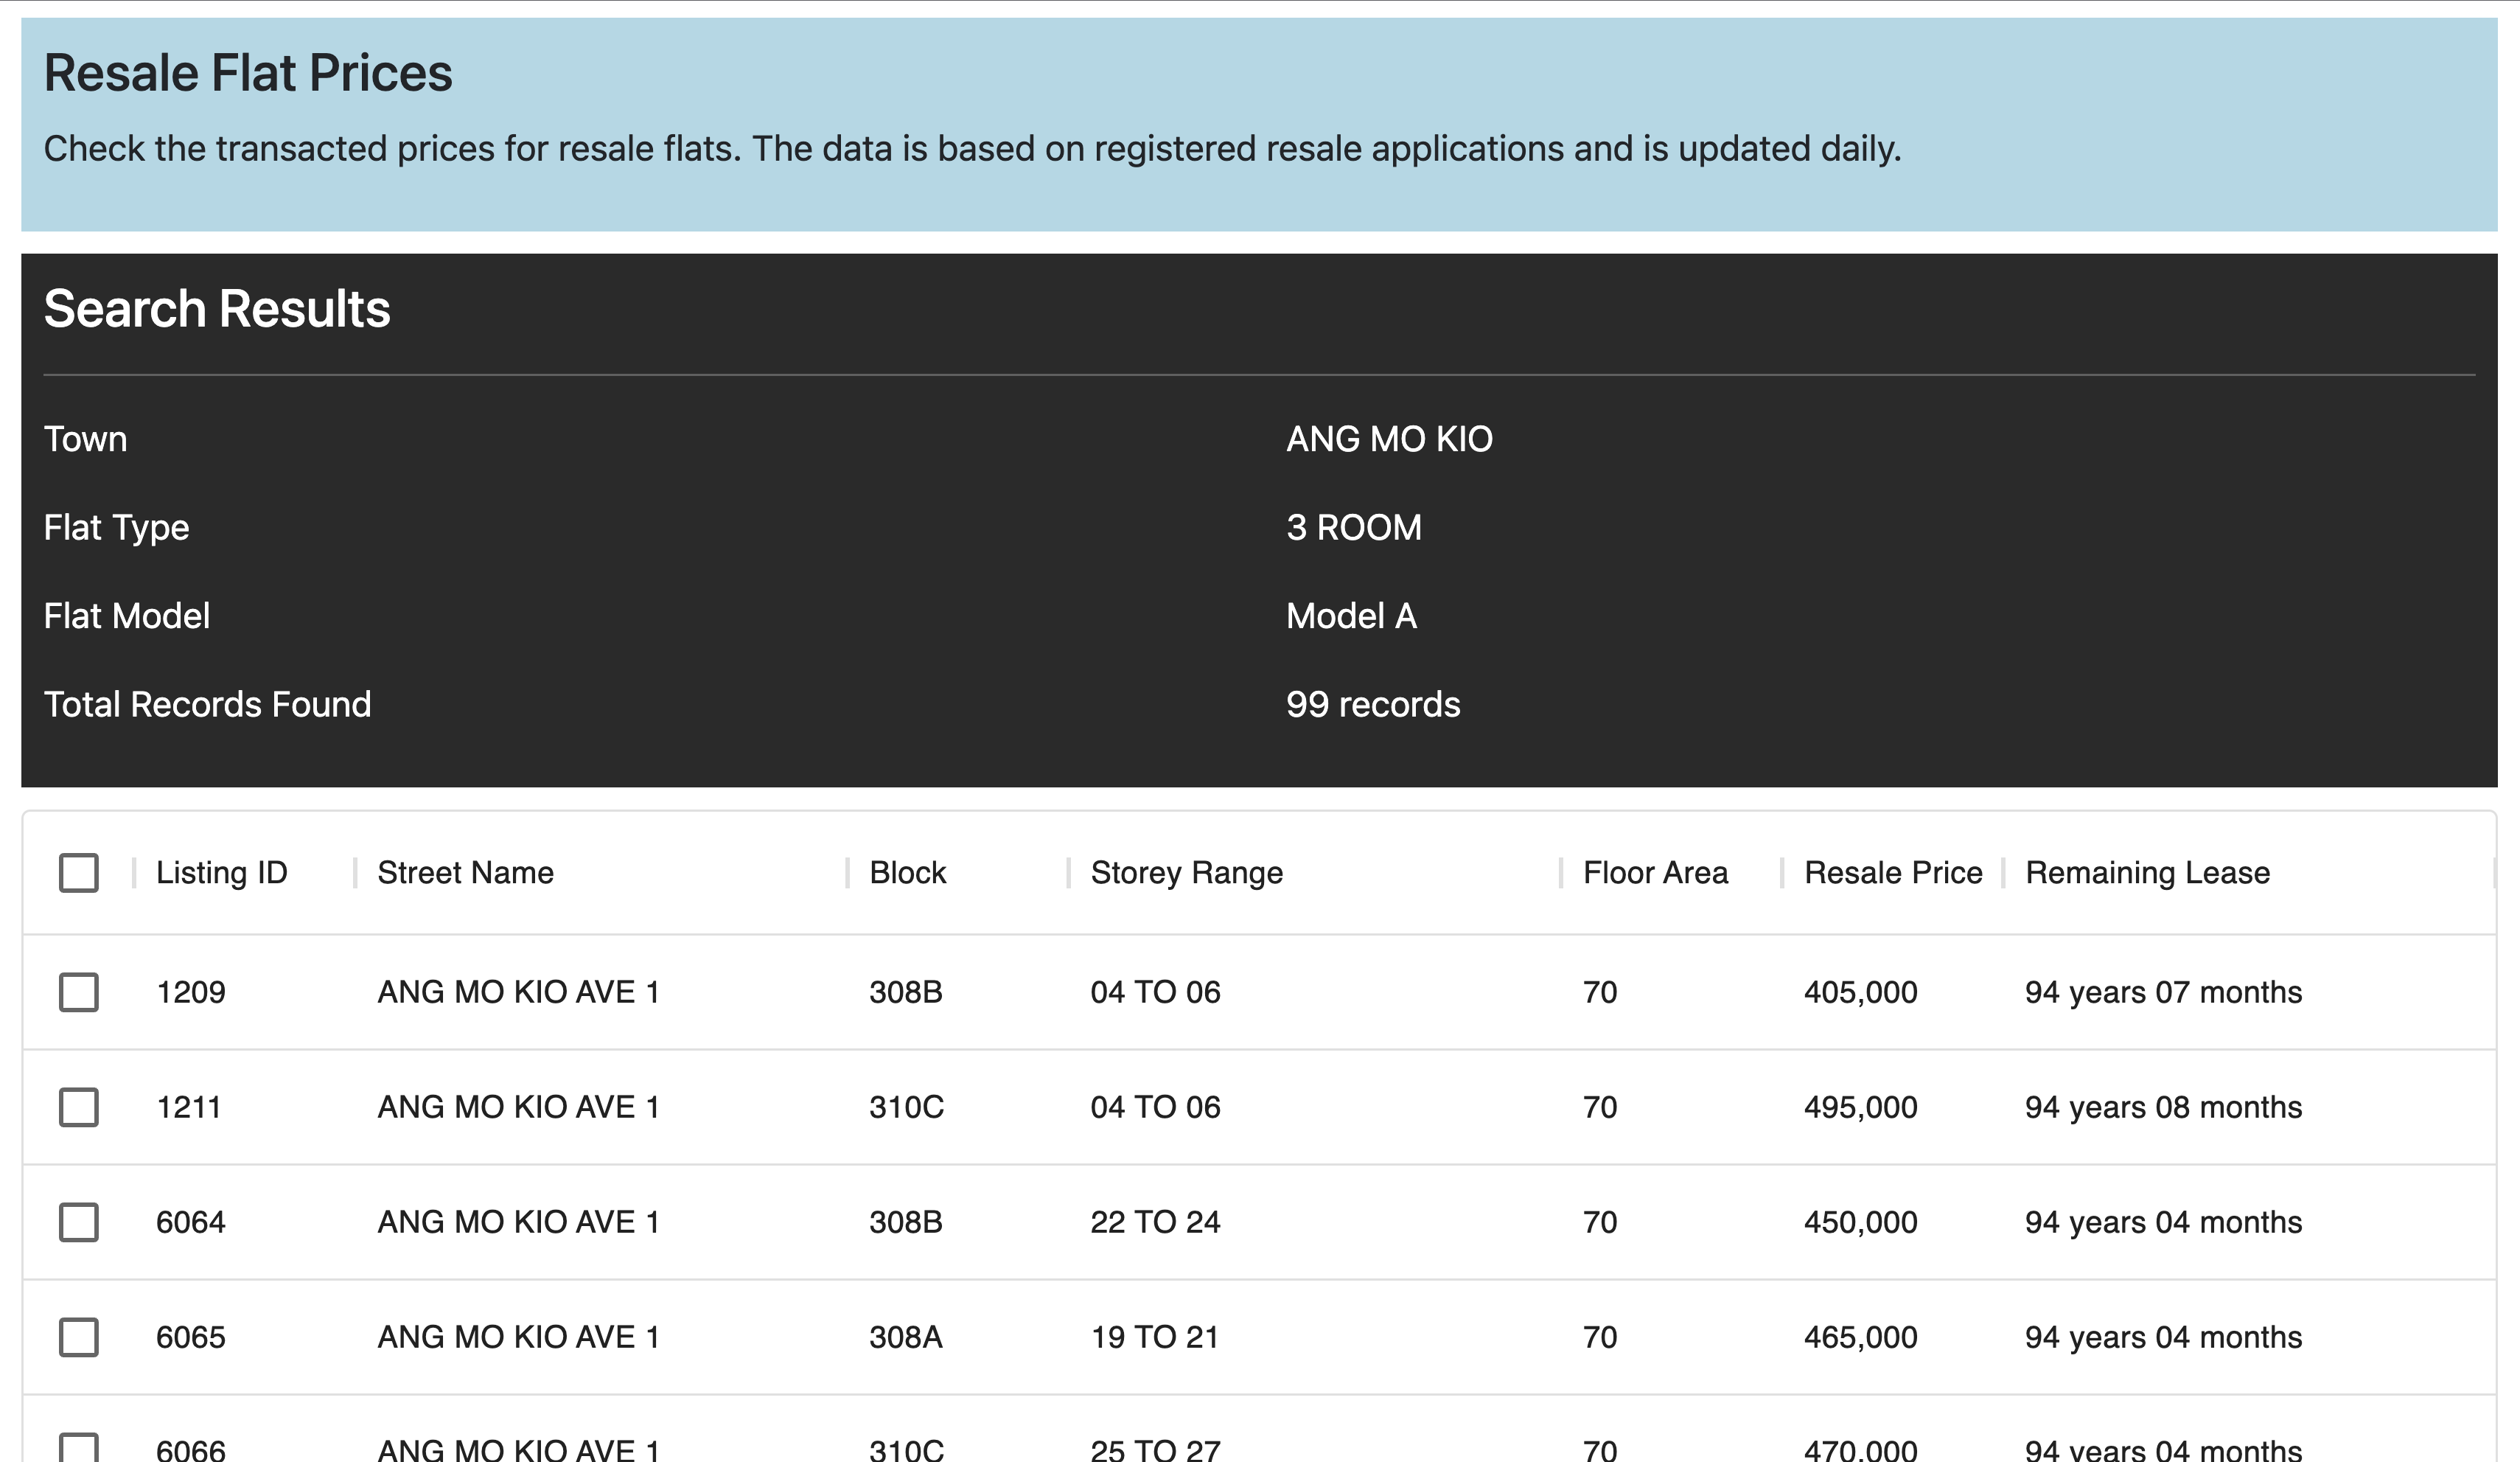 Resale Flat Prices
Check the transacted prices for resale flats. The data is based on registered resale applications and is updated daily.
Search Results
Town ANG MO KIO
Flat Type 3 ROOM
Flat Model Model A
Total Records Found 99 records
Listing ID Street Name Block Storey Range Floor Area Resale Price Remaining Lease
1209 ANG MO KIO AVE 1 308B 04 TO 06 70 405,000 94 years 07 months
1211 ANG MO KIO AVE 1 310C 04 TO 06 70 495,000 94 years 08 months
6064 ANG MO KIO AVE 1 308B 22 TO 24 70 450,000 94 years 04 months
6065 ANG MO KIO AVE 1 308A 19 TO 21 70 465,000 94 years 04 months
6066 ANG MO KIO AVE 1 310C 25 TO 27 70 470,000 94 years 04 months